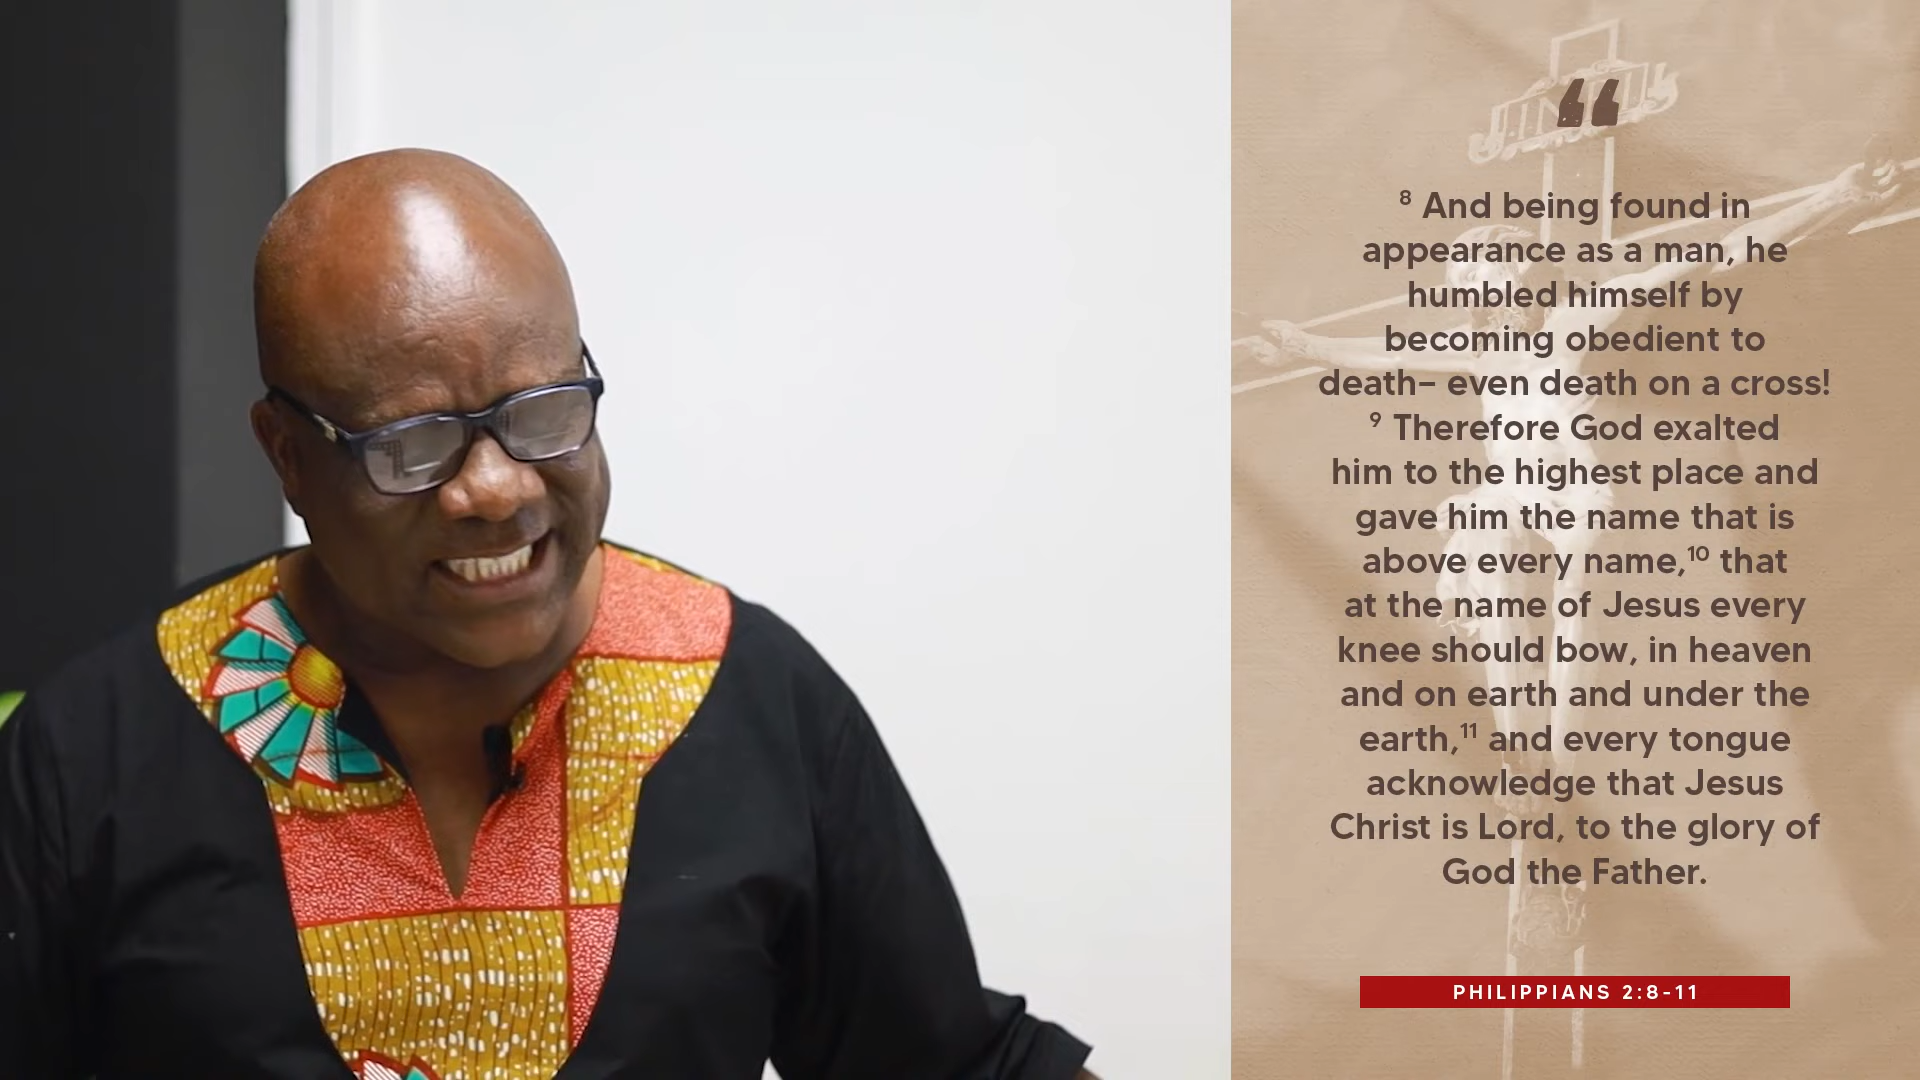 “
⁸ And being found in
appearance as a man, he
humbled himself by
becoming obedient to
death– even death on a cross!
⁹ Therefore God exalted
him to the highest place and
gave him the name that is
above every name,¹⁰ that
at the name of Jesus every
knee should bow, in heaven
and on earth and under the
earth,¹¹ and every tongue
acknowledge that Jesus
Christ is Lord, to the glory of
God the Father.
PHILIPPIANS 2:8-11